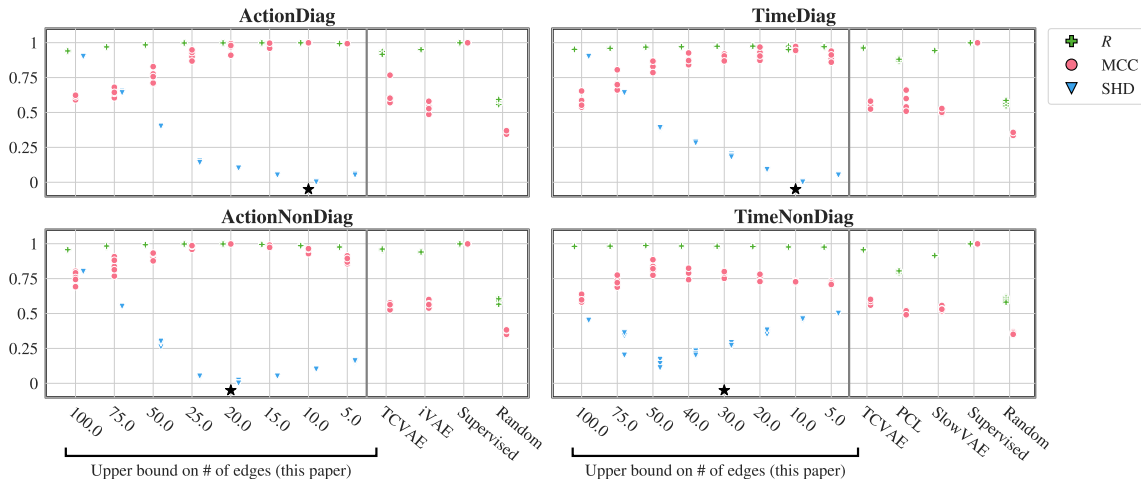 ActionDiag
TimeDiag
R
MCC
SHD
1
0.75
0.5
0.25
0
ActionNonDiag
TimeNonDiag
1
0.75
0.5
0.25
0
100.0
75.0
50.0
25.0
20.0
15.0
10.0
5.0
TCVAE
iVAE
Supervised
Random
100.0
75.0
50.0
40.0
30.0
20.0
10.0
5.0
TCVAE
PCL
SlowVAE
Supervised
Random
Upper bound on # of edges (this paper)
Upper bound on # of edges (this paper)